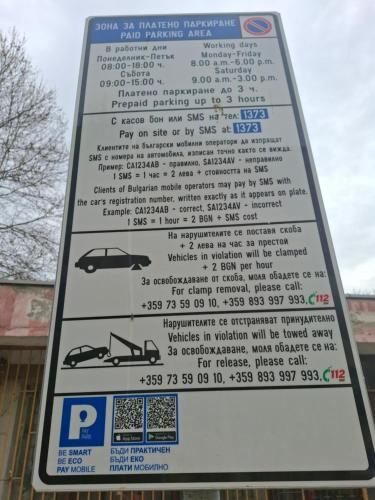 ЗОНА ЗА ПЛАТЕНО ПАРКИРАНЕ
PAID PARKING AREA
В работни дни
Понеделник-Петък
08:00-18:00 ч.
Събота
09:00-15:00 ч.
Working days
Monday-Friday
8.00 a.m.-6.00 p.m.
Saturday
9.00 a.m.-3.00 p.m.
Платено паркиране до 3 ч.
Prepaid parking up to 3 hours
С касов бон или SMS на тел: 1373
Pay on site or by SMS at: 1373
Клиентите на български мобилни оператори да изпращат
SMS с номера на автомобила, изписан точно както се вижда.
Пример: СА1234АВ - правилно, SA1234AV - неправилно
1 SMS = 1 час = 2 лева + стойността на SMS
Clients of Bulgarian mobile operators may pay by SMS with
the car's registration number, written exactly as it appears on plate.
Example: CA1234AB - correct, SA1234AV - incorrect
1 SMS = 1 hour = 2 BGN + SMS cost
На нарушителите се поставя скоба
+ 2 лева на час за престой
Vehicles in violation will be clamped
+ 2 BGN per hour
За освобождаване от скоба, моля обадете се на:
For clamp removal, please call:
+359 73 59 09 10, +359 893 997 993, 112
Нарушителите се отстраняват принудително
Vehicles in violation will be towed away
За освобождаване, моля обадете се на:
For release, please call:
+359 73 59 09 10, +359 893 997 993, 112
P
BE SMART
BE ECO
PAY MOBILE
App Store
Google Play
БЪДИ ПРАКТИЧЕН
БЪДИ ЕКО
ПЛАТИ МОБИЛНО